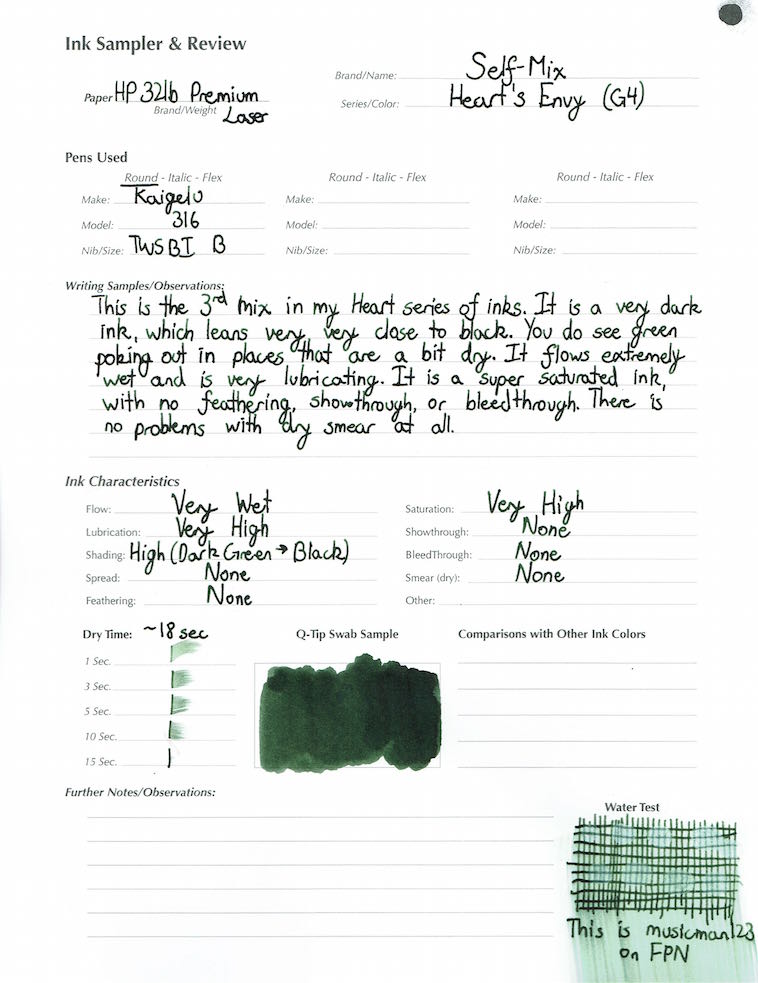 Ink Sampler & Review
Brand/Name: Self-Mix
Paper HP 32lb Premium
Brand/Weight Laser
Series/Color: Heart's Envy (G4)
Pens Used
Round - Italic - Flex Round - Italic - Flex Round - Italic - Flex
Make: Kaigelu Make: Make:
Model: 316 Model: Model:
Nib/Size: TWSBI B Nib/Size: Nib/Size:
Writing Samples/Observations:
This is the 3rd mix in my Heart series of inks. It is a very dark
ink, which leans very very close to black. You do see green
poking out in places that are a bit dry. It flows extremely
wet and is very lubricating. It is a super saturated ink,
with no feathering, showthrough, or bleedthrough. There is
no problems with dry smear at all.
Ink Characteristics
Flow: Very Wet Saturation: Very High
Lubrication: Very High Showthrough: None
Shading: High (Dark Green → Black) BleedThrough: None
Spread: None Smear (dry): None
Feathering: None Other:
Dry Time: ~18 sec Q-Tip Swab Sample Comparisons with Other Ink Colors
1 Sec.
3 Sec.
5 Sec.
10 Sec.
15 Sec.
Further Notes/Observations:
Water Test
This is musicman123
on FPN